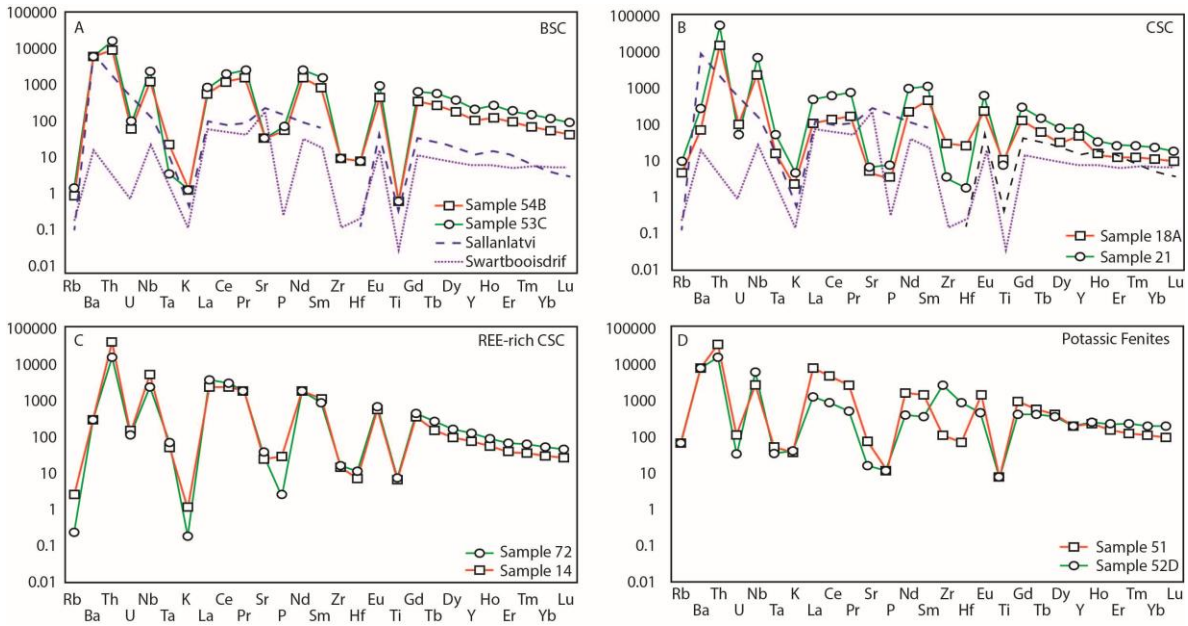 A
BSC
100000
10000
1000
100
10
1
0.1
0.01
Sample 54B
Sample 53C
Sallanlatvi
Swartbooisdrif
Rb Th Nb K Ce Sr Nd Zr Eu Gd Dy Ho Tm Lu
Ba U Ta La Pr P Sm Hf Ti Tb Y Er Yb
B
CSC
100000
10000
1000
100
10
1
0.1
0.01
Sample 18A
Sample 21
Rb Th Nb K Ce Sr Nd Zr Eu Gd Dy Ho Tm Lu
Ba U Ta La Pr P Sm Hf Ti Tb Y Er Yb
C
REE-rich CSC
100000
10000
1000
100
10
1
0.1
0.01
Sample 72
Sample 14
Rb Th Nb K Ce Sr Nd Zr Eu Gd Dy Ho Tm Lu
Ba U Ta La Pr P Sm Hf Ti Tb Y Er Yb
D
Potassic Fenites
100000
10000
1000
100
10
1
0.1
0.01
Sample 51
Sample 52D
Rb Th Nb K Ce Sr Nd Zr Eu Gd Dy Ho Tm Lu
Ba U Ta La Pr P Sm Hf Ti Tb Y Er Yb